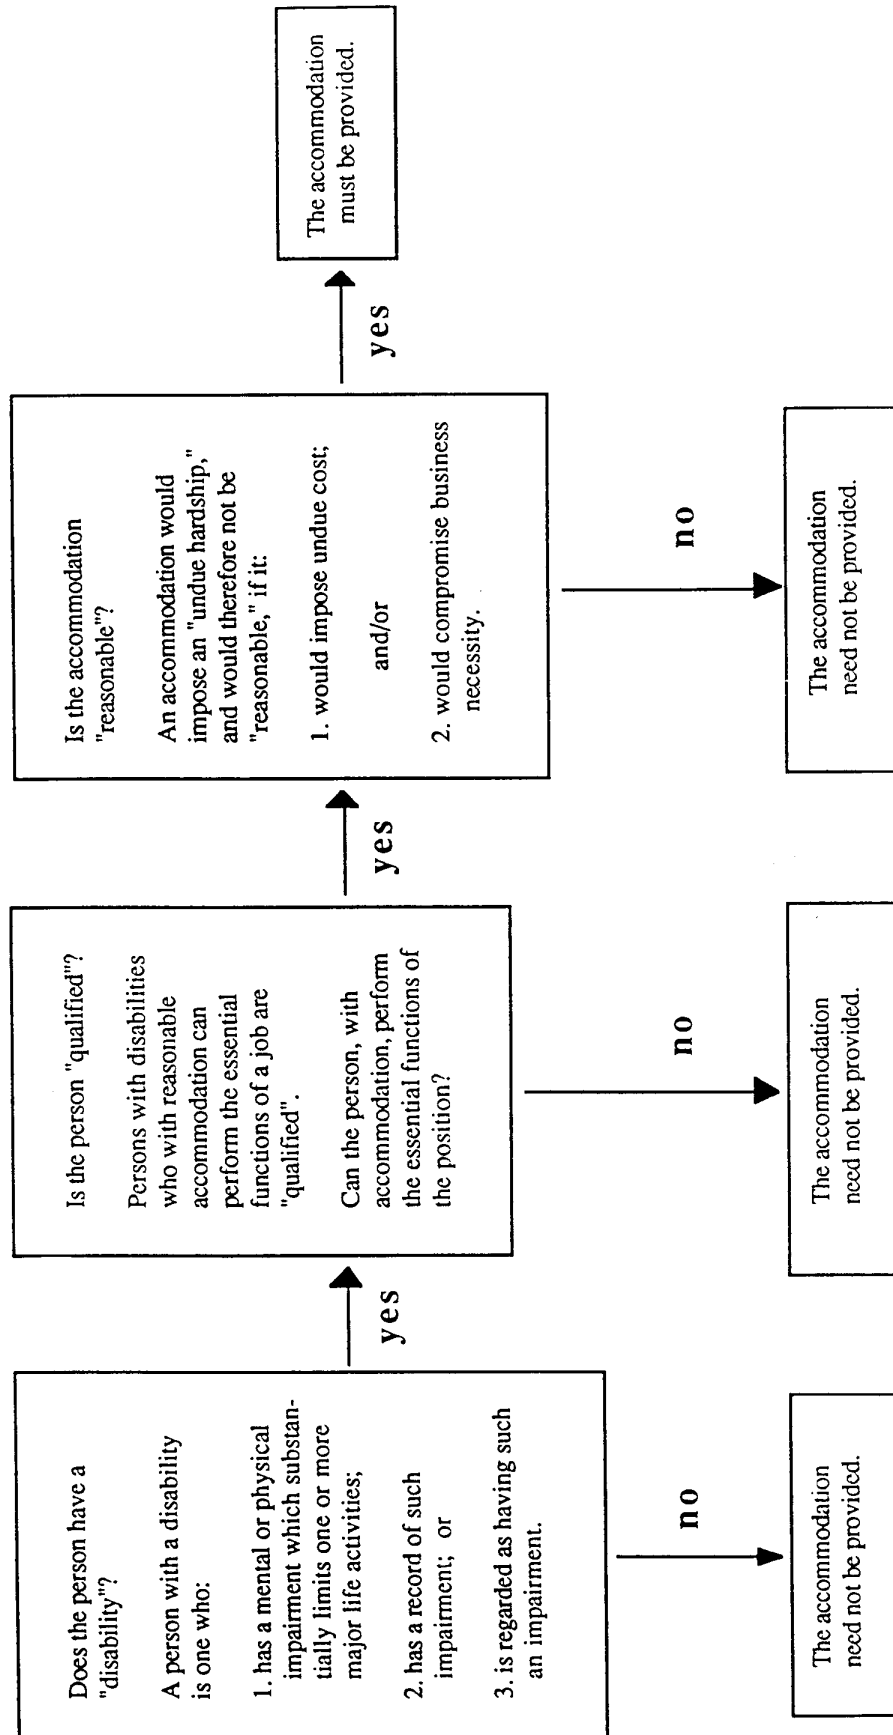 Does the person have a
"disability"?
A person with a disability
is one who:
1. has a mental or physical
impairment which substan-
tially limits one or more
major life activities;
2. has a record of such
impairment; or
3. is regarded as having such
an impairment.
yes
no
The accommodation
need not be provided.
Is the person "qualified"?
Persons with disabilities
who with reasonable
accommodation can
perform the essential
functions of a job are
"qualified".
Can the person, with
accommodation, perform
the essential functions of
the position?
yes
no
The accommodation
need not be provided.
Is the accommodation
"reasonable"?
An accommodation would
impose an "undue hardship,"
and would therefore not be
"reasonable," if it:
1. would impose undue cost;
and/or
2. would compromise business
necessity.
yes
no
The accommodation
need not be provided.
The accommodation
must be provided.